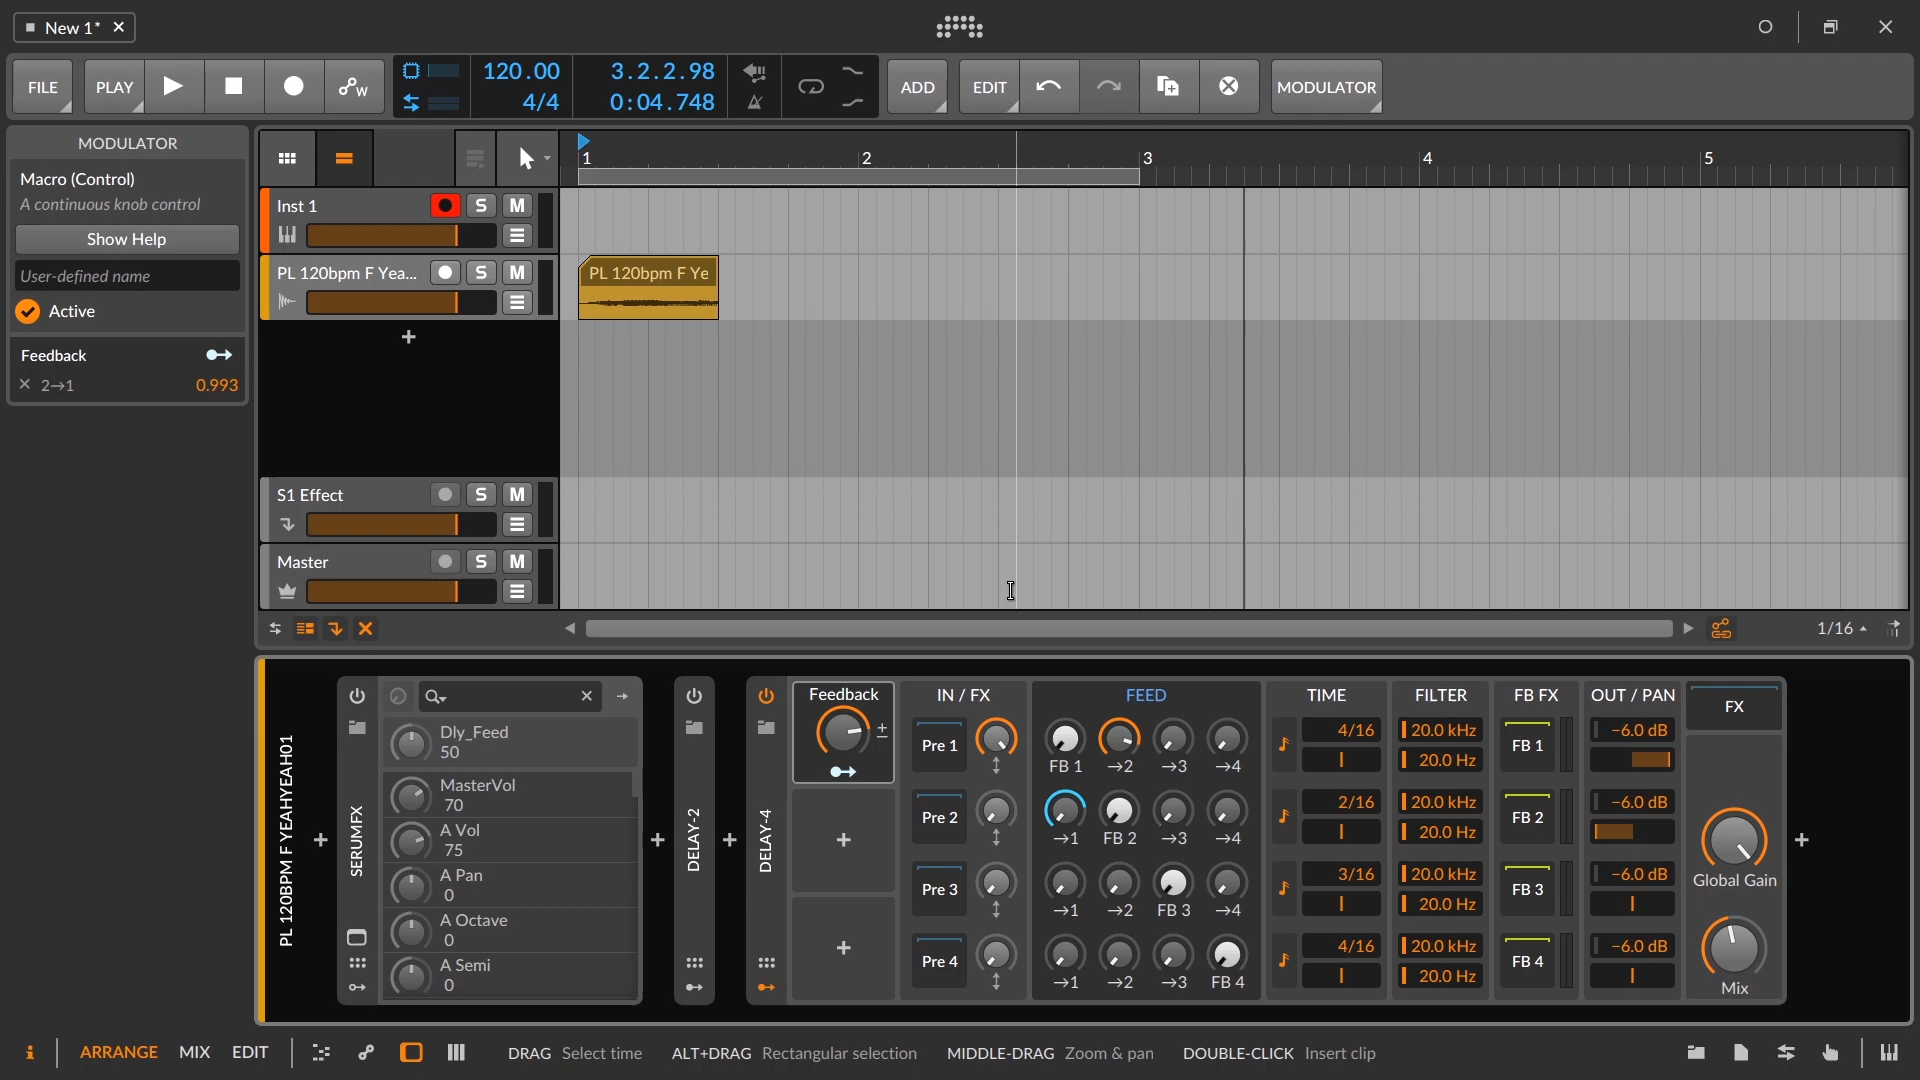 New 1*
FILE PLAY W 120.00 4/4 3.2.2.98 0:04.748 ADD EDIT MODULATOR
MODULATOR
Macro (Control)
A continuous knob control
Show Help
User-defined name
Active
Feedback
2→1 0.993
1 2 3 4 5
Inst 1 S M
PL 120bpm F Yea... S M
PL 120bpm F Ye
S1 Effect S M
Master S M
1/16
PL 120BPM F YEAHYEAH01
SERUMFX
Dly_Feed
50
MasterVol
70
A Vol
75
A Pan
0
A Octave
0
A Semi
0
DELAY-2
DELAY-4
Feedback
IN / FX FEED TIME FILTER FB FX OUT / PAN FX
Pre 1 FB 1 →2 →3 →4 4/16 20.0 kHz 20.0 Hz FB 1 -6.0 dB
Pre 2 →1 FB 2 →3 →4 2/16 20.0 kHz 20.0 Hz FB 2 -6.0 dB
Pre 3 →1 →2 FB 3 →4 3/16 20.0 kHz 20.0 Hz FB 3 -6.0 dB
Pre 4 →1 →2 →3 FB 4 4/16 20.0 kHz 20.0 Hz FB 4 -6.0 dB
Global Gain
Mix
i ARRANGE MIX EDIT DRAG Select time ALT+DRAG Rectangular selection MIDDLE-DRAG Zoom & pan DOUBLE-CLICK Insert clip